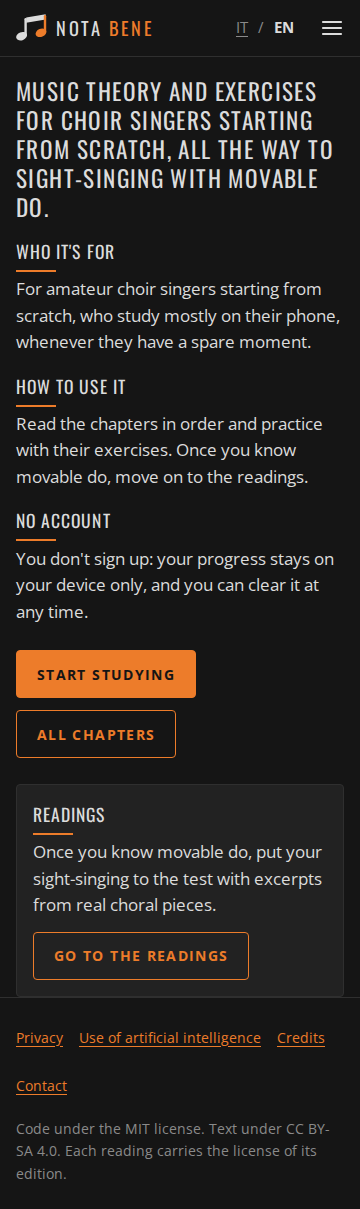 NOTA BENE
IT / EN
MUSIC THEORY AND EXERCISES
FOR CHOIR SINGERS STARTING
FROM SCRATCH, ALL THE WAY TO
SIGHT-SINGING WITH MOVABLE
DO.
WHO IT'S FOR
For amateur choir singers starting from
scratch, who study mostly on their phone,
whenever they have a spare moment.
HOW TO USE IT
Read the chapters in order and practice
with their exercises. Once you know
movable do, move on to the readings.
NO ACCOUNT
You don't sign up: your progress stays on
your device only, and you can clear it at
any time.
START STUDYING
ALL CHAPTERS
READINGS
Once you know movable do, put your
sight-singing to the test with excerpts
from real choral pieces.
GO TO THE READINGS
Privacy Use of artificial intelligence Credits
Contact
Code under the MIT license. Text under CC BY-
SA 4.0. Each reading carries the license of its
edition.